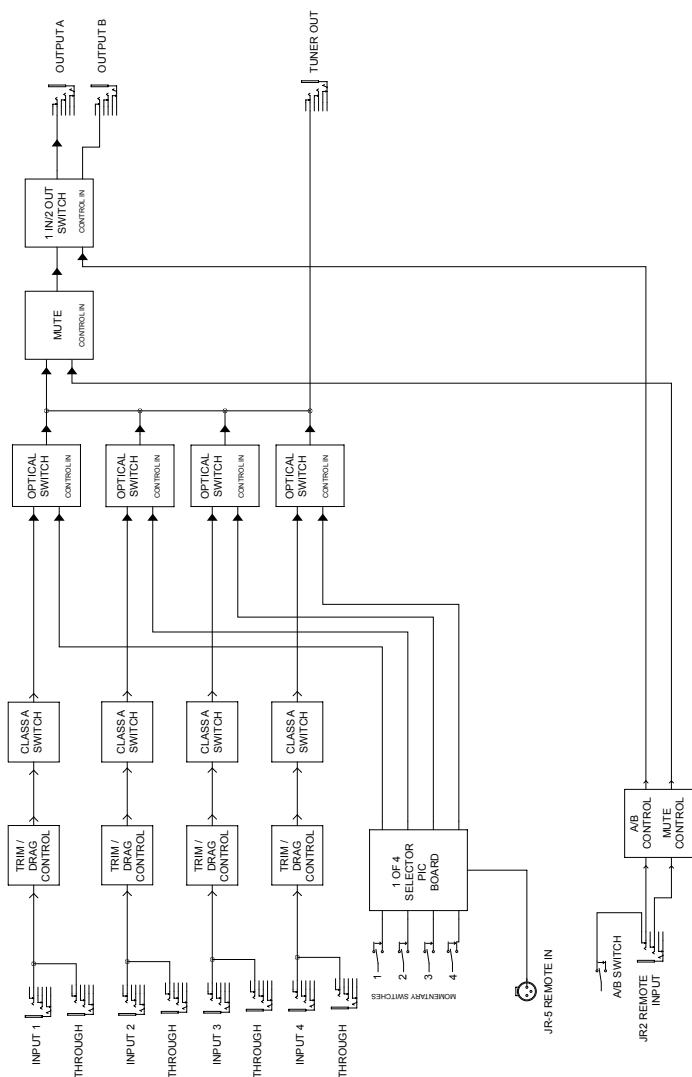 INPUT 1
THROUGH
TRIM /
DRAG
CONTROL
CLASS A
SWITCH
OPTICAL
SWITCH
CONTROL IN
MUTE
CONTROL IN
1 IN/2 OUT
SWITCH
CONTROL IN
OUTPUT A
OUTPUT B
INPUT 2
THROUGH
TRIM /
DRAG
CONTROL
CLASS A
SWITCH
OPTICAL
SWITCH
CONTROL IN
INPUT 3
THROUGH
TRIM /
DRAG
CONTROL
CLASS A
SWITCH
OPTICAL
SWITCH
CONTROL IN
INPUT 4
THROUGH
TRIM /
DRAG
CONTROL
CLASS A
SWITCH
OPTICAL
SWITCH
CONTROL IN
TUNER OUT
1
2
3
4
MOMENTARY SWITCHES
1 OF 4
SELECTOR
PIC
BOARD
JR-5 REMOTE IN
A/B SWITCH
JR2 REMOTE
INPUT
A/B
CONTROL
MUTE
CONTROL